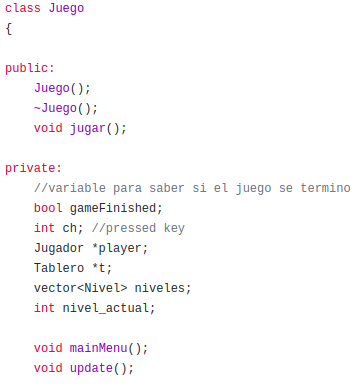 class Juego
{
public:
Juego();
~Juego();
void jugar();
private:
//variable para saber si el juego se termino
bool gameFinished;
int ch; //pressed key
Jugador *player;
Tablero *t;
vector<Nivel> niveles;
int nivel_actual;
void mainMenu();
void update();